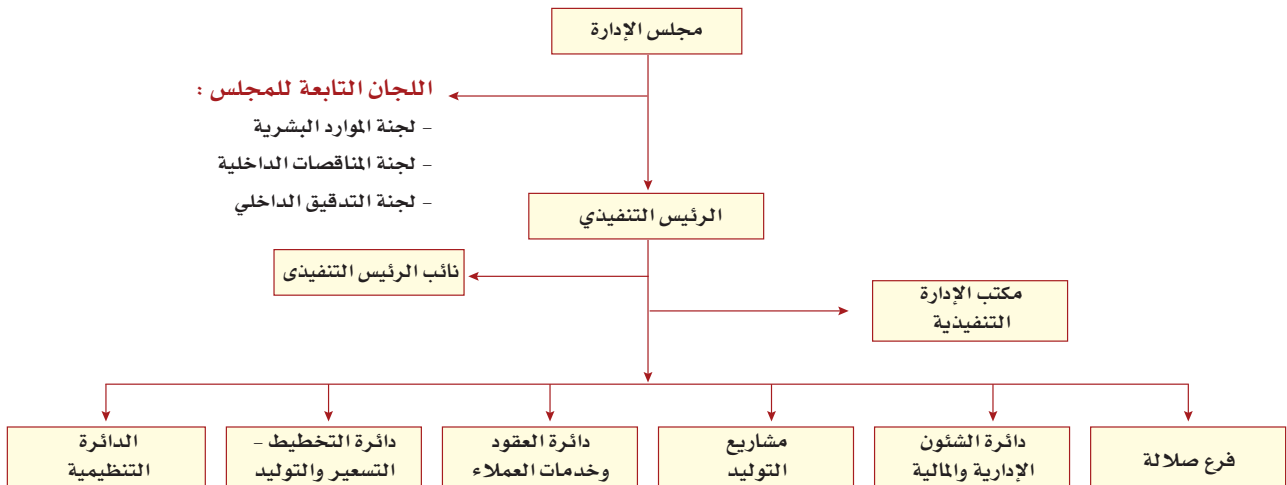 مجلس الإدارة
اللجان التابعة للمجلس :
– لجنة الموارد البشرية
– لجنة المناقصات الداخلية
– لجنة التدقيق الداخلي
الرئيس التنفيذي
نائب الرئيس التنفيذى
مكتب الإدارة
التنفيذية
فرع صلالة
دائرة الشئون
الإدارية والمالية
مشاريع
التوليد
دائرة العقود
وخدمات العملاء
دائرة التخطيط –
التسعير والتوليد
الدائرة
التنظيمية